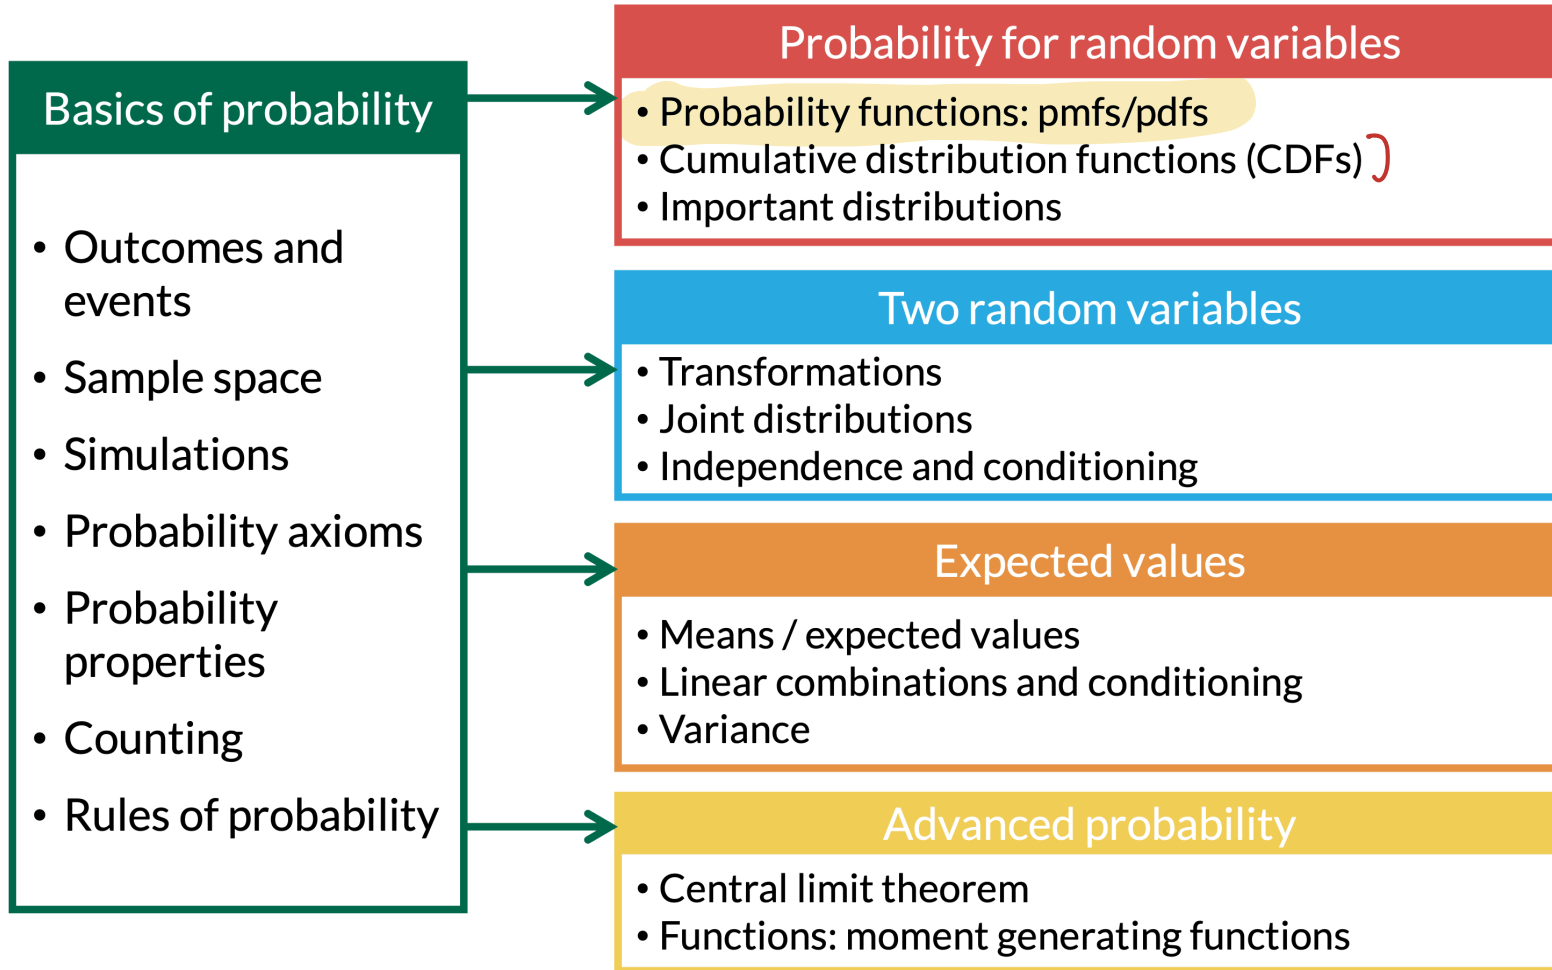 Basics of probability
• Outcomes and
events
• Sample space
• Simulations
• Probability axioms
• Probability
properties
• Counting
• Rules of probability
Probability for random variables
• Probability functions: pmfs/pdfs
• Cumulative distribution functions (CDFs)
• Important distributions
Two random variables
• Transformations
• Joint distributions
• Independence and conditioning
Expected values
• Means / expected values
• Linear combinations and conditioning
• Variance
Advanced probability
• Central limit theorem
• Functions: moment generating functions